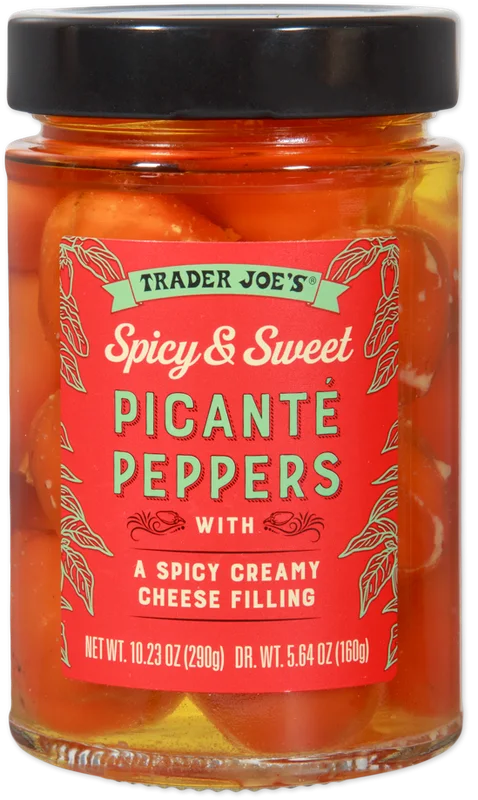 TRADER JOE'S®
Spicy & Sweet
PICANTÉ
PEPPERS
WITH
A SPICY CREAMY
CHEESE FILLING
NET WT. 10.23 OZ (290g) DR. WT. 5.64 OZ (160g)